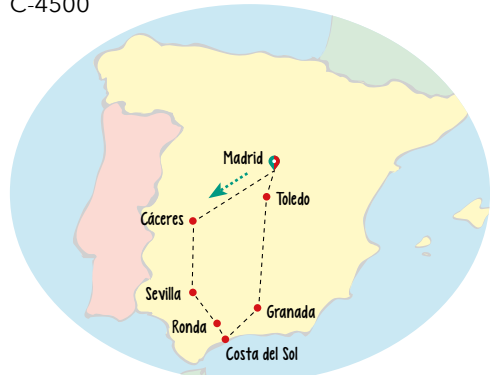 C-4500
Madrid
Toledo
Cáceres
Sevilla
Granada
Ronda
Costa del Sol